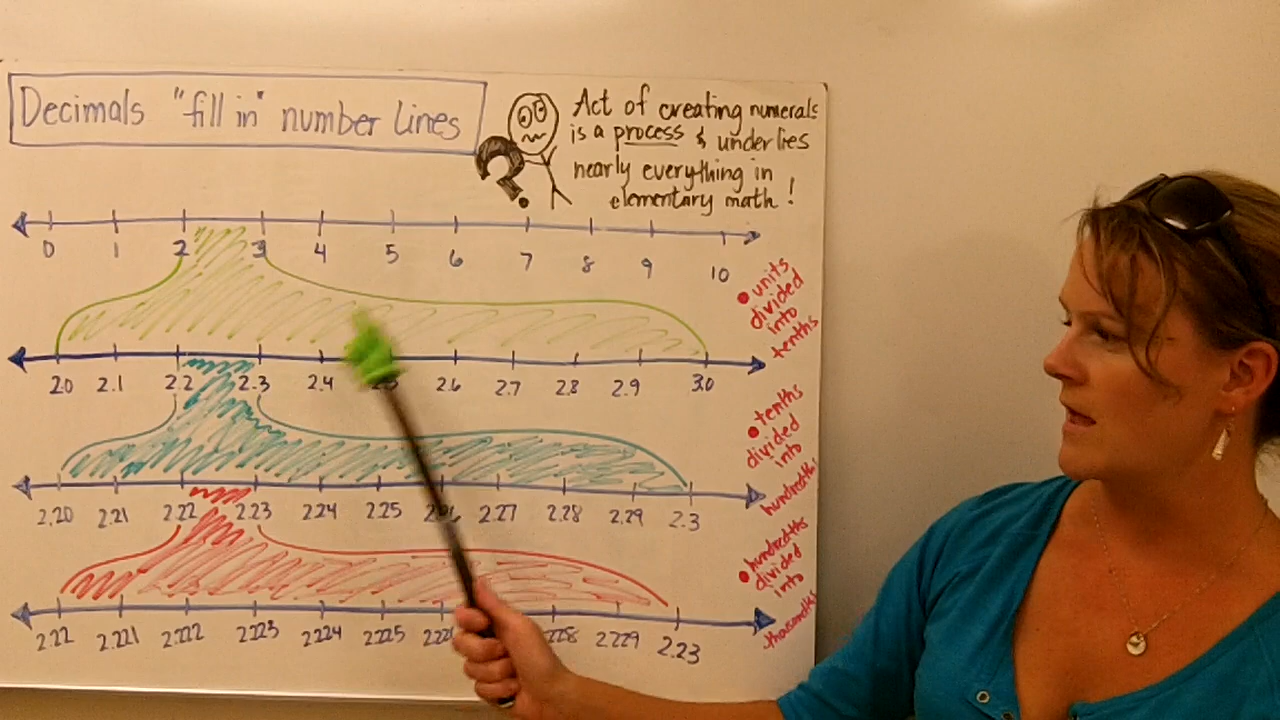 Decimals "fill in" number lines
Act of creating numerals
is a process & underlies
nearly everything in
elementary math!
?
0 1 2 3 4 5 6 7 8 9 10
• units
divided
into
tenths
2.0 2.1 2.2 2.3 2.4 2.6 2.7 2.8 2.9 3.0
• tenths
divided
into
hundredths
2.20 2.21 2.22 2.23 2.24 2.25 2.27 2.28 2.29 2.3
• hundredths
divided
into
thousandths
2.22 2.221 2.222 2.223 2.224 2.225 2.229 2.23